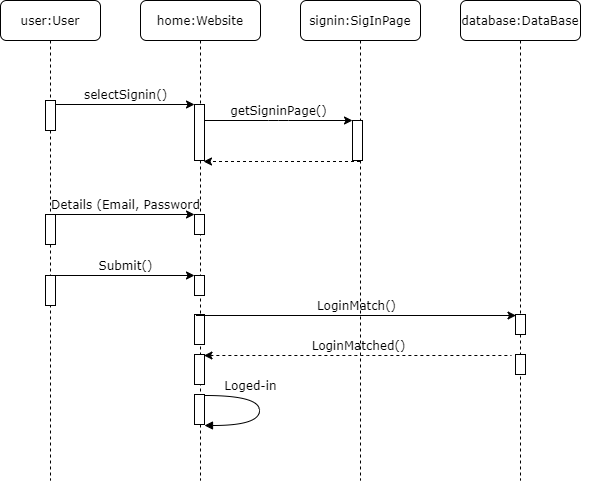 user:User
home:Website
signin:SigInPage
database:DataBase
selectSignin()
getSigninPage()
Details (Email, Password
Submit()
LoginMatch()
LoginMatched()
Loged-in